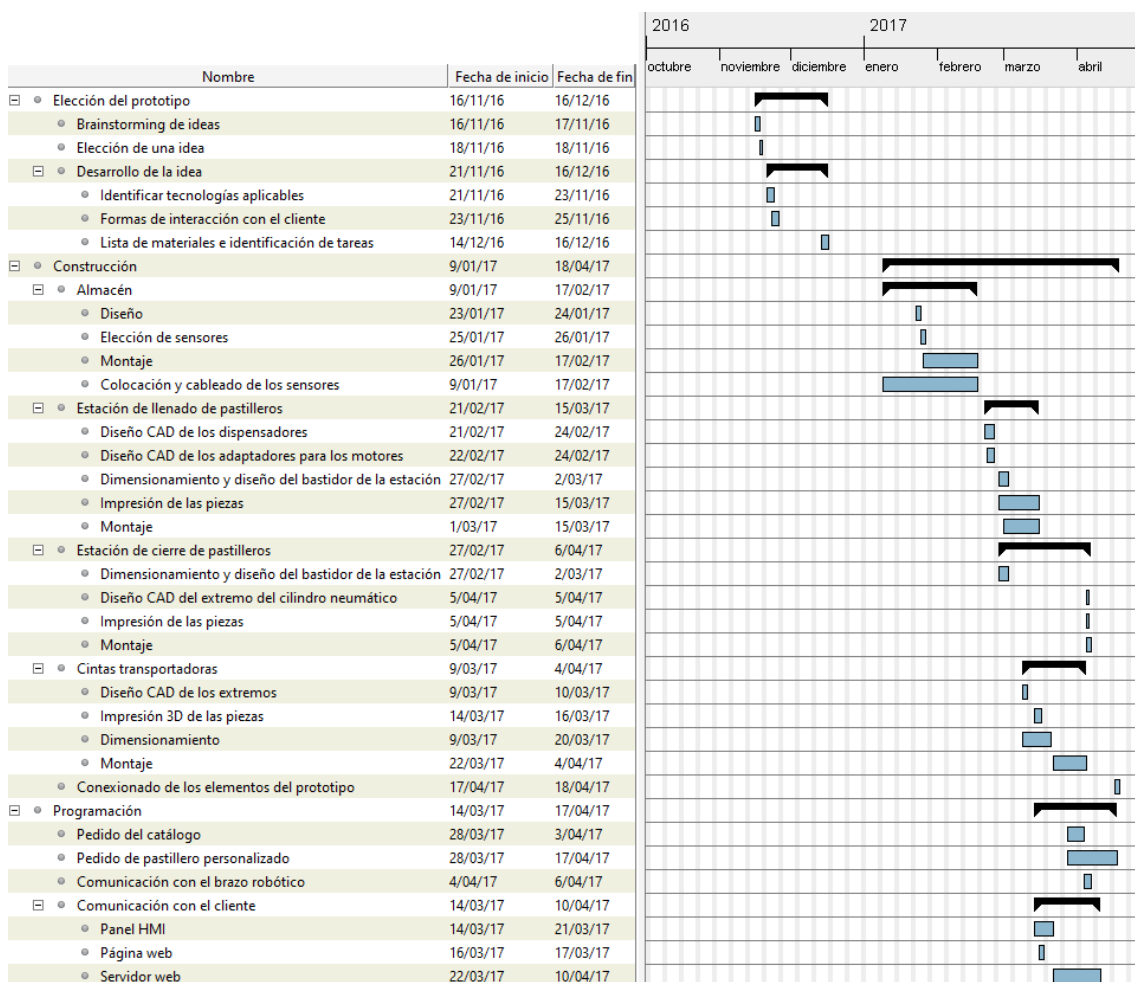 2016 2017
Nombre Fecha de inicio Fecha de fin octubre noviembre diciembre enero febrero marzo abril
Elección del prototipo 16/11/16 16/12/16
Brainstorming de ideas 16/11/16 17/11/16
Elección de una idea 18/11/16 18/11/16
Desarrollo de la idea 21/11/16 16/12/16
Identificar tecnologías aplicables 21/11/16 23/11/16
Formas de interacción con el cliente 23/11/16 25/11/16
Lista de materiales e identificación de tareas 14/12/16 16/12/16
Construcción 9/01/17 18/04/17
Almacén 9/01/17 17/02/17
Diseño 23/01/17 24/01/17
Elección de sensores 25/01/17 26/01/17
Montaje 26/01/17 17/02/17
Colocación y cableado de los sensores 9/01/17 17/02/17
Estación de llenado de pastilleros 21/02/17 15/03/17
Diseño CAD de los dispensadores 21/02/17 24/02/17
Diseño CAD de los adaptadores para los motores 22/02/17 24/02/17
Dimensionamiento y diseño del bastidor de la estación 27/02/17 2/03/17
Impresión de las piezas 27/02/17 15/03/17
Montaje 1/03/17 15/03/17
Estación de cierre de pastilleros 27/02/17 6/04/17
Dimensionamiento y diseño del bastidor de la estación 27/02/17 2/03/17
Diseño CAD del extremo del cilindro neumático 5/04/17 5/04/17
Impresión de las piezas 5/04/17 5/04/17
Montaje 5/04/17 6/04/17
Cintas transportadoras 9/03/17 4/04/17
Diseño CAD de los extremos 9/03/17 10/03/17
Impresión 3D de las piezas 14/03/17 16/03/17
Dimensionamiento 9/03/17 20/03/17
Montaje 22/03/17 4/04/17
Conexionado de los elementos del prototipo 17/04/17 18/04/17
Programación 14/03/17 17/04/17
Pedido del catálogo 28/03/17 3/04/17
Pedido de pastillero personalizado 28/03/17 17/04/17
Comunicación con el brazo robótico 4/04/17 6/04/17
Comunicación con el cliente 14/03/17 10/04/17
Panel HMI 14/03/17 21/03/17
Página web 16/03/17 17/03/17
Servidor web 22/03/17 10/04/17